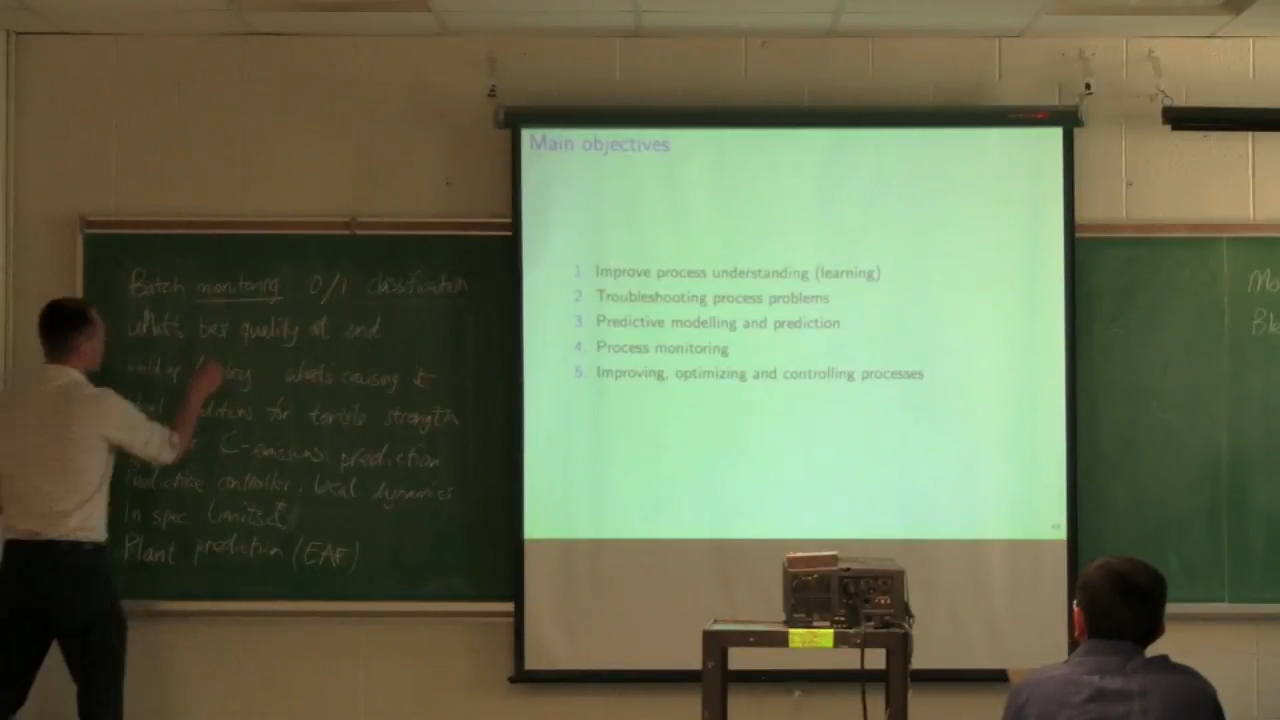 Batch monitoring 0/1 classification
What's best quality at end
what's causing it
for tensile strength
C-emissions prediction
Predictive controller. local dynamics
In spec limits
Plant prediction (EAF)
Main objectives
1. Improve process understanding (learning)
2. Troubleshooting process problems
3. Predictive modelling and prediction
4. Process monitoring
5. Improving, optimizing and controlling processes